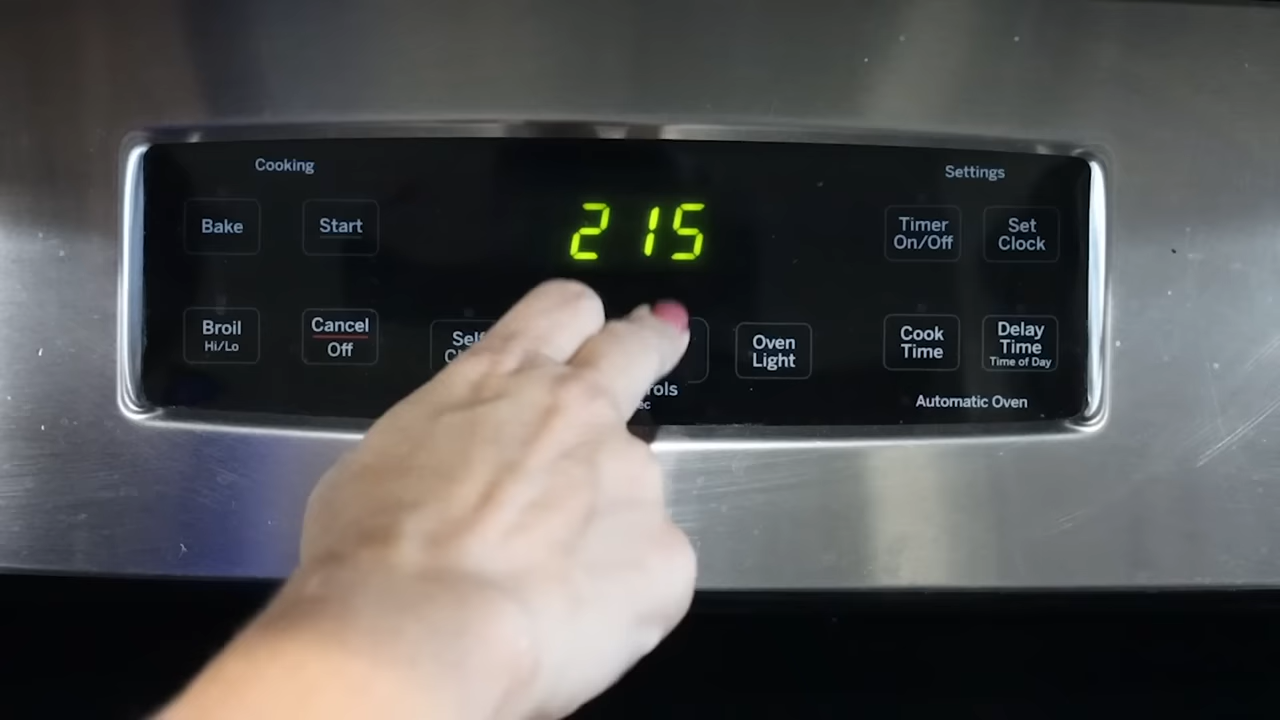 Cooking
Settings
Bake
Start
215
Timer
On/Off
Set
Clock
Broil
Hi/Lo
Cancel
Off
Oven
Light
Cook
Time
Delay
Time
Time of Day
Automatic Oven